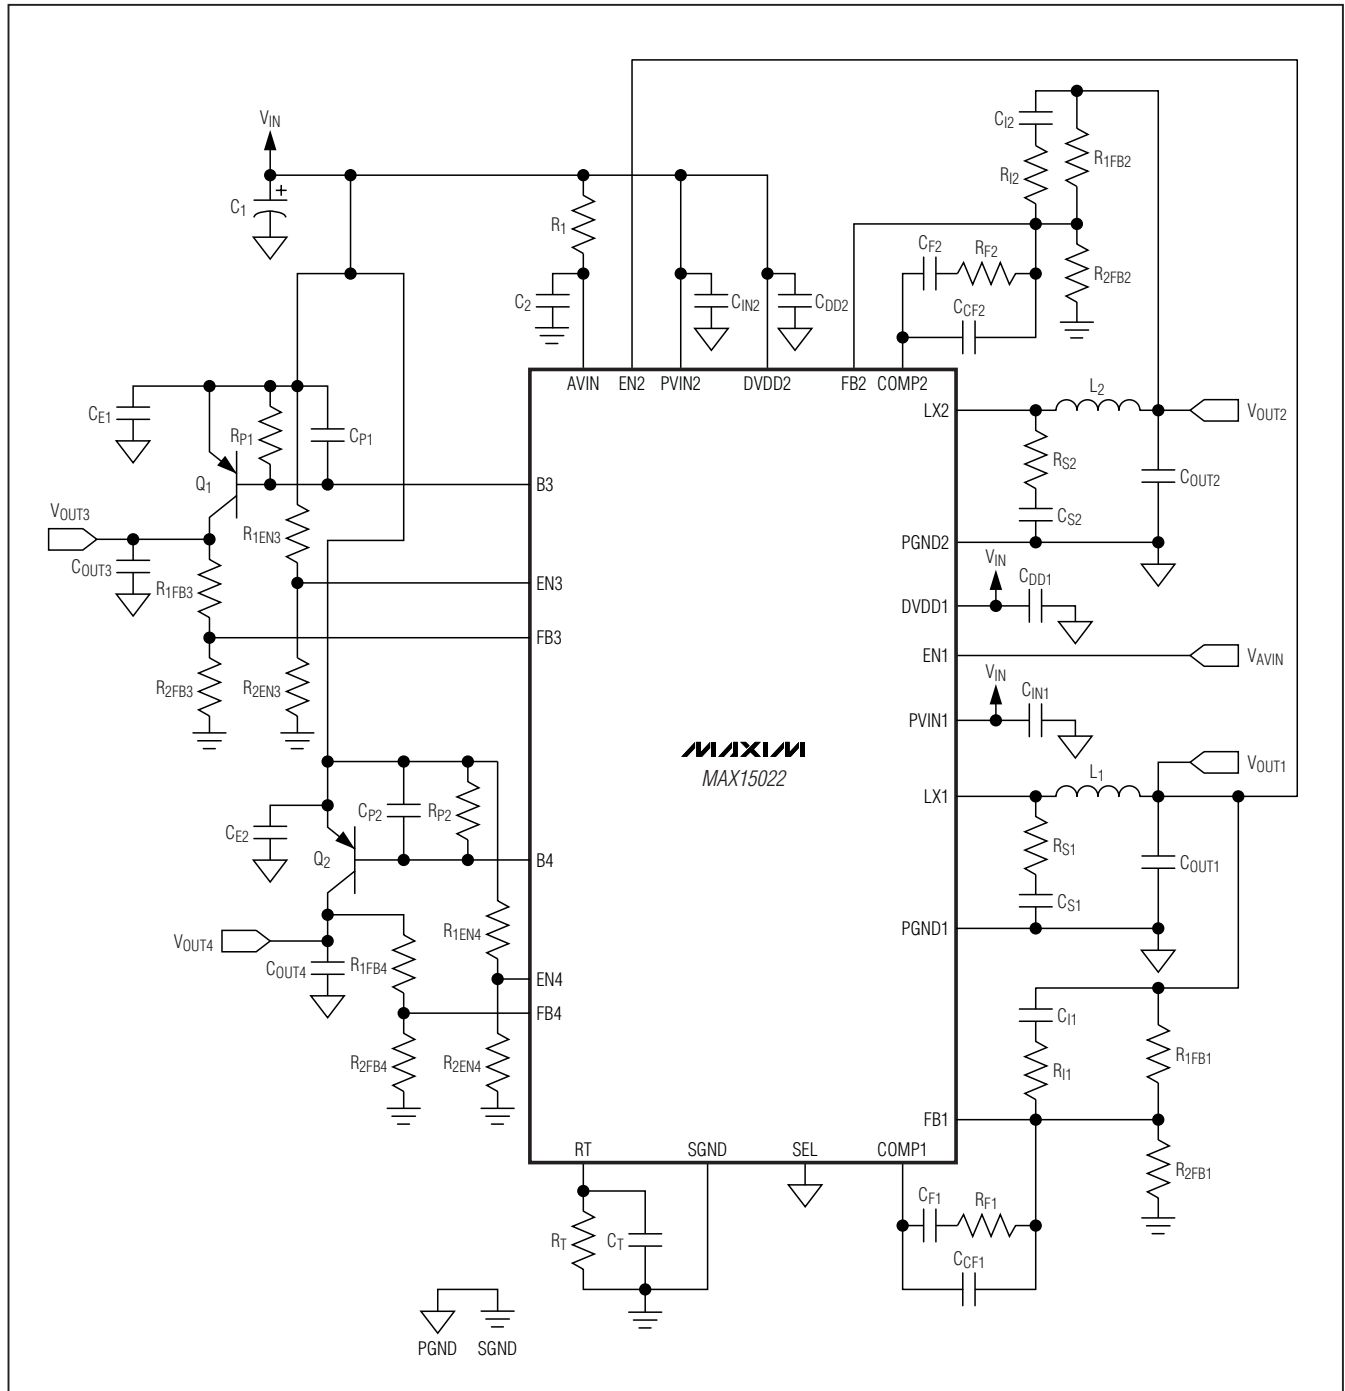 VIN
C1
+
R1
C2
CIN2
CDD2
CI2
RI2
R1FB2
CF2
RF2
R2FB2
CCF2
AVIN
EN2
PVIN2
DVDD2
FB2
COMP2
CE1
RP1
CP1
Q1
B3
VOUT3
COUT3
R1EN3
R1FB3
EN3
FB3
R2FB3
R2EN3
LX2
L2
VOUT2
RS2
COUT2
CS2
PGND2
VIN
CDD1
DVDD1
EN1
VAVIN
VIN
CIN1
PVIN1
MAXIM
MAX15022
VOUT1
LX1
L1
CE2
CP2
RP2
Q2
B4
RS1
COUT1
CS1
PGND1
R1EN4
VOUT4
COUT4
R1FB4
EN4
FB4
R2FB4
R2EN4
CI1
RI1
R1FB1
FB1
R2FB1
RT
SGND
SEL
COMP1
RT
CT
CF1
RF1
CCF1
PGND
SGND